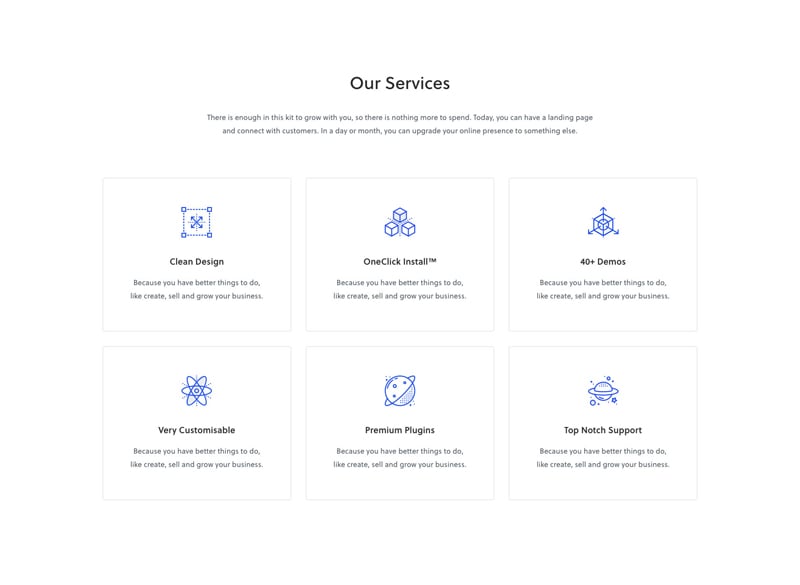 Our Services
There is enough in this kit to grow with you, so there is nothing more to spend. Today, you can have a landing page
and connect with customers. In a day or month, you can upgrade your online presence to something else.
Clean Design
Because you have better things to do,
like create, sell and grow your business.
OneClick Install™
Because you have better things to do,
like create, sell and grow your business.
40+ Demos
Because you have better things to do,
like create, sell and grow your business.
Very Customisable
Because you have better things to do,
like create, sell and grow your business.
Premium Plugins
Because you have better things to do,
like create, sell and grow your business.
Top Notch Support
Because you have better things to do,
like create, sell and grow your business.